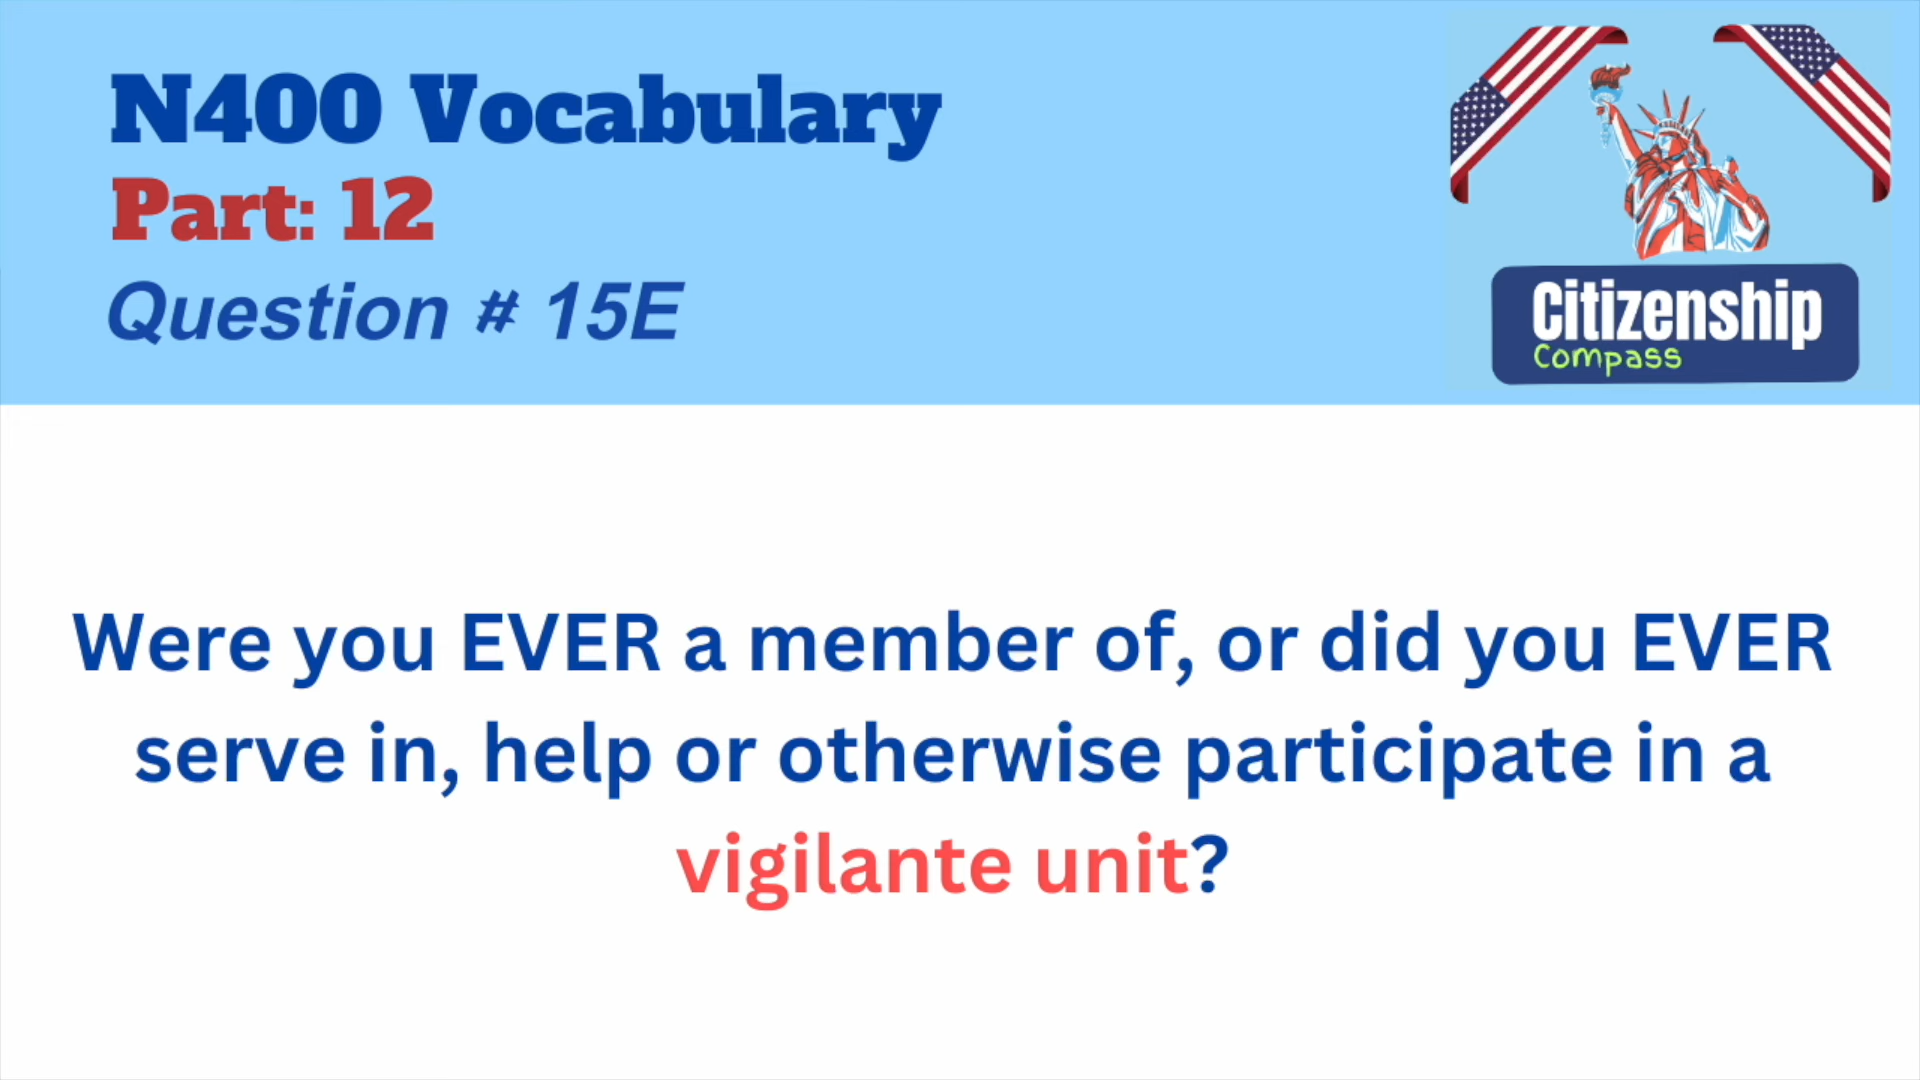 N400 Vocabulary
Part: 12
Question # 15E
Citizenship
Compass
Were you EVER a member of, or did you EVER
serve in, help or otherwise participate in a
vigilante unit?